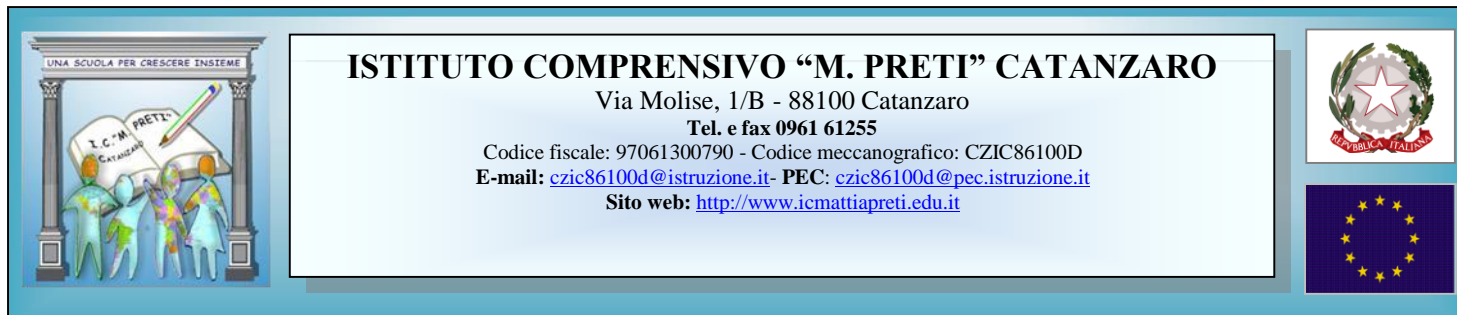 UNA SCUOLA PER CRESCERE INSIEME
I.C. "M. PRETI"
CATANZARO
ISTITUTO COMPRENSIVO “M. PRETI” CATANZARO
Via Molise, 1/B - 88100 Catanzaro
Tel. e fax 0961 61255
Codice fiscale: 97061300790 - Codice meccanografico: CZIC86100D
E-mail: czic86100d@istruzione.it- PEC: czic86100d@pec.istruzione.it
Sito web: http://www.icmattiapreti.edu.it
REPVBBLICA ITALIANA